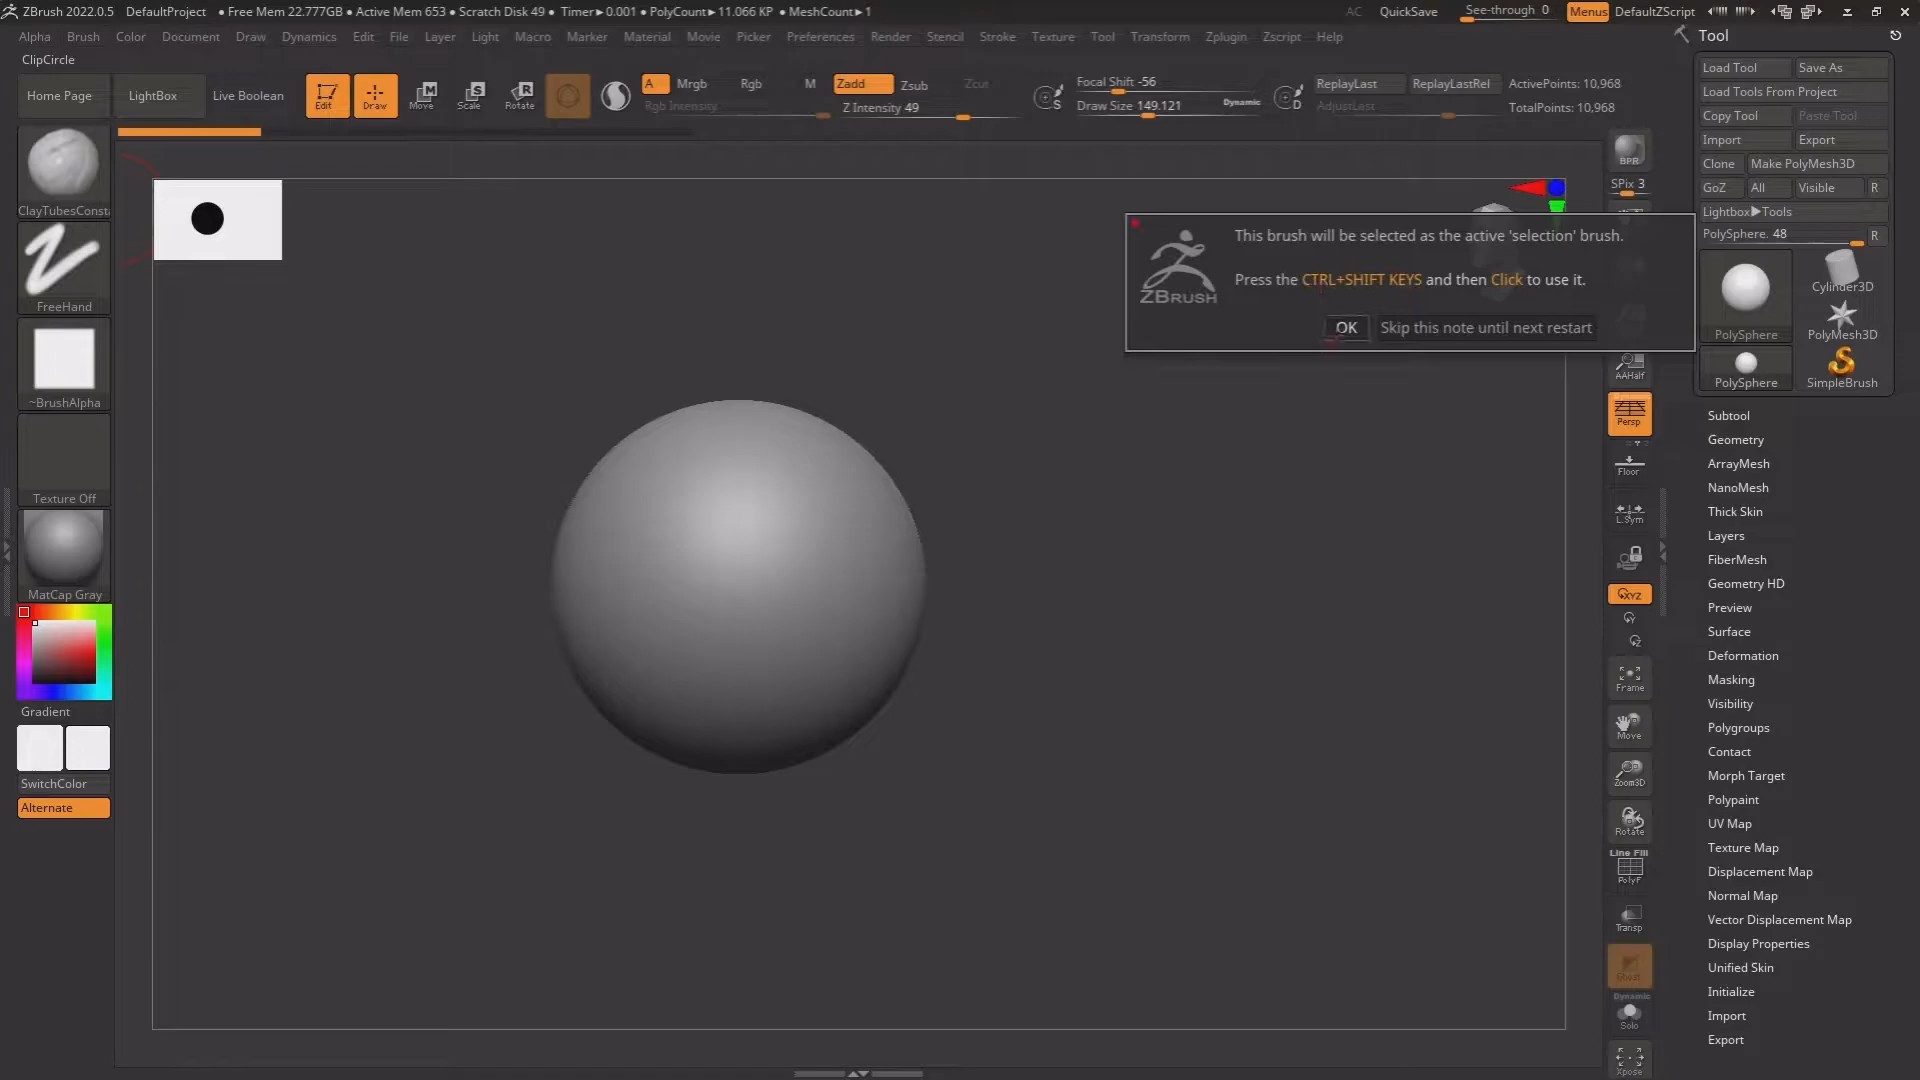 ZBrush 2022.0.5 DefaultProject ● Free Mem 22.777GB ● Active Mem 653 ● Scratch Disk 49 ● Timer►0.001 ● PolyCount►11.066 KP ● MeshCount►1
AC QuickSave See-through 0 Menus DefaultZScript
Alpha Brush Color Document Draw Dynamics Edit File Layer Light Macro Marker Material Movie Picker Preferences Render Stencil Stroke Texture Tool Transform Zplugin Zscript Help
ClipCircle
Home Page LightBox Live Boolean Edit Draw Move Scale Rotate
A Mrgb Rgb M Zadd Zsub Zcut
Rgb Intensity Z Intensity 49
S Focal Shift -56
Draw Size 149.121 Dynamic
D ReplayLast ReplayLastRel ActivePoints: 10,968
AdjustLast TotalPoints: 10,968
ClayTubesConst
FreeHand
~BrushAlpha
Texture Off
MatCap Gray
Gradient
SwitchColor
Alternate
This brush will be selected as the active 'selection' brush.
Press the CTRL+SHIFT KEYS and then Click to use it.
ZBRUSH
OK Skip this note until next restart
BPR
SPix 3
AAHalf
Persp
Floor
L.Sym
XYZ
Y
Z
Frame
Move
Zoom3D
Rotate
Line Fill
PolyF
Transp
Dynamic
Solo
Xpose
Tool
Load Tool Save As
Load Tools From Project
Copy Tool Paste Tool
Import Export
Clone Make PolyMesh3D
GoZ All Visible R
Lightbox►Tools
PolySphere. 48 R
PolySphere Cylinder3D
PolyMesh3D
PolySphere SimpleBrush
Subtool
Geometry
ArrayMesh
NanoMesh
Thick Skin
Layers
FiberMesh
Geometry HD
Preview
Surface
Deformation
Masking
Visibility
Polygroups
Contact
Morph Target
Polypaint
UV Map
Texture Map
Displacement Map
Normal Map
Vector Displacement Map
Display Properties
Unified Skin
Initialize
Import
Export